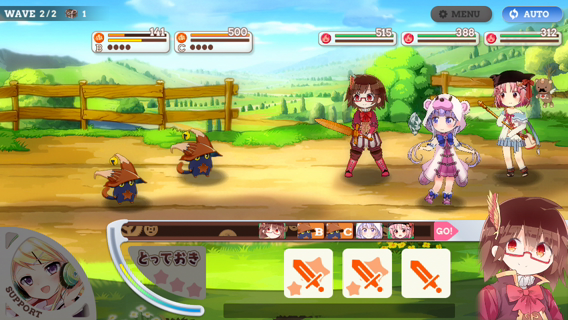 WAVE 2/2 1
MENU
AUTO
141
B
500
C
515
388
312
B C GO!
SUPPORT
とっておき